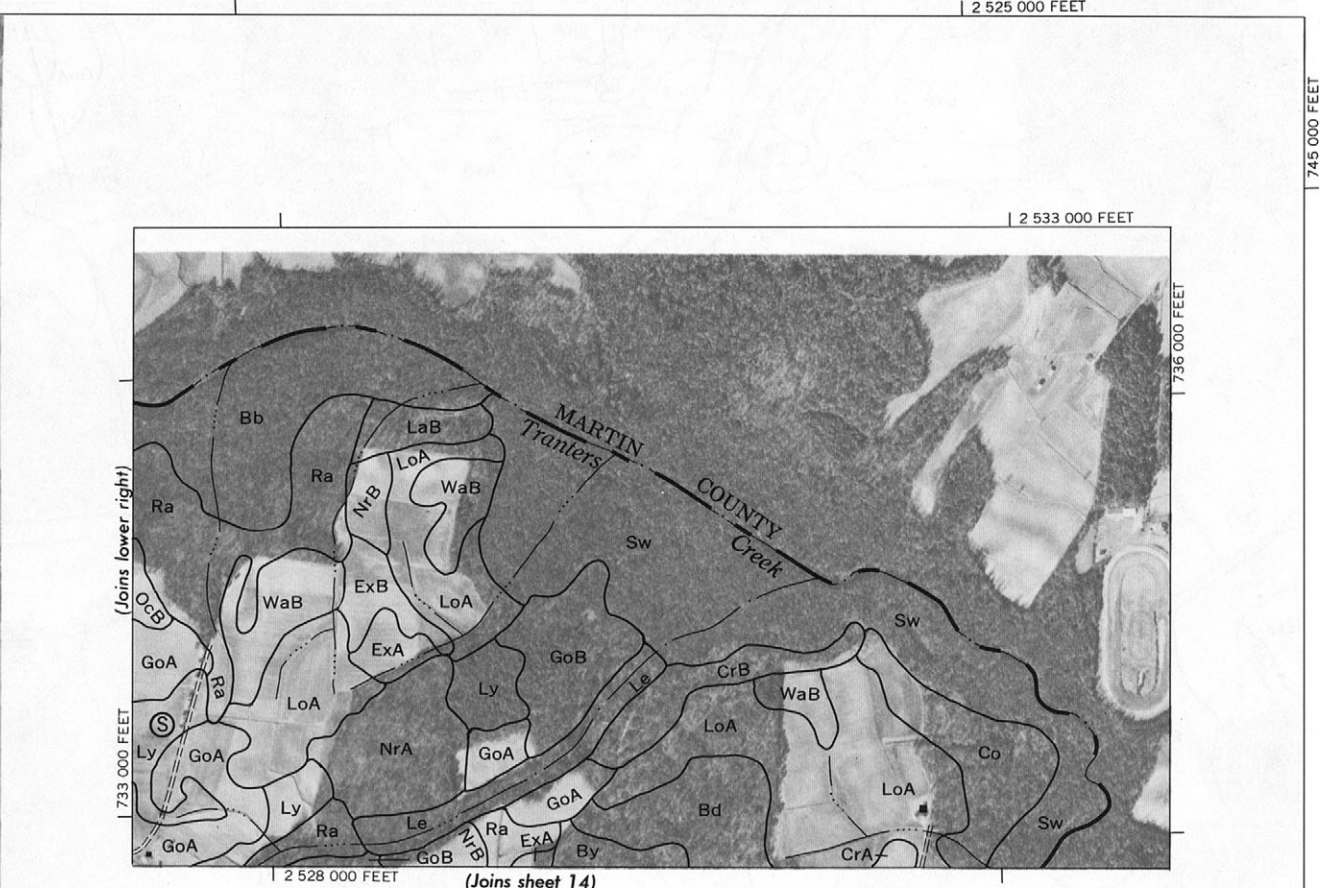 2 525 000 FEET
745 000 FEET
2 533 000 FEET
736 000 FEET
MARTIN COUNTY
Tranters Creek
Bb
LaB
LoA
Ra
WaB
NrB
Ra
Sw
(Joins lower right)
ExB
OcB
WaB
LoA
Sw
ExA
GoB
GoA
CrB
Le
Ra
Ly
WaB
LoA
LoA
S
NrA
Ly
GoA
GoA
Co
LoA
GoA
Ly
Bd
Le
Sw
Ra
Ra
733 000 FEET
ExA
NrB
GoA
By
CrA
GoB
2 528 000 FEET
(Joins sheet 14)